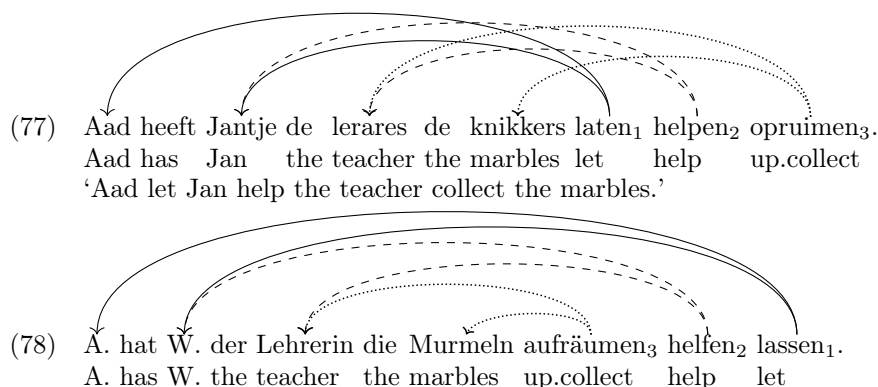 (77) Aad heeft Jantje de lerares de knikkers laten₁ helpen₂ opruimen₃.
Aad has Jan the teacher the marbles let help up.collect
‘Aad let Jan help the teacher collect the marbles.’
(78) A. hat W. der Lehrerin die Murmeln aufräumen₃ helfen₂ lassen₁.
A. has W. the teacher the marbles up.collect help let